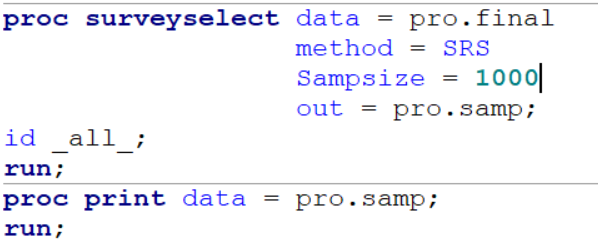 proc surveyselect data = pro.final
method = SRS
Sampsize = 1000
out = pro.samp;
id _all_;
run;
proc print data = pro.samp;
run;